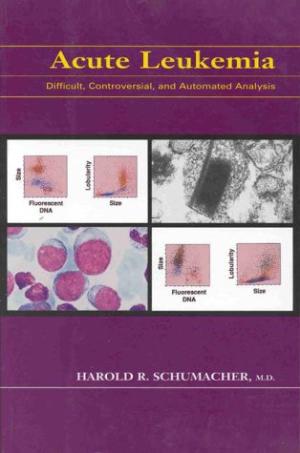 Acute Leukemia
Difficult, Controversial, and Automated Analysis
Size
Fluorescent
DNA
Lobularity
Size
Size
Fluorescent
DNA
Lobularity
Size
HAROLD R. SCHUMACHER, M.D.